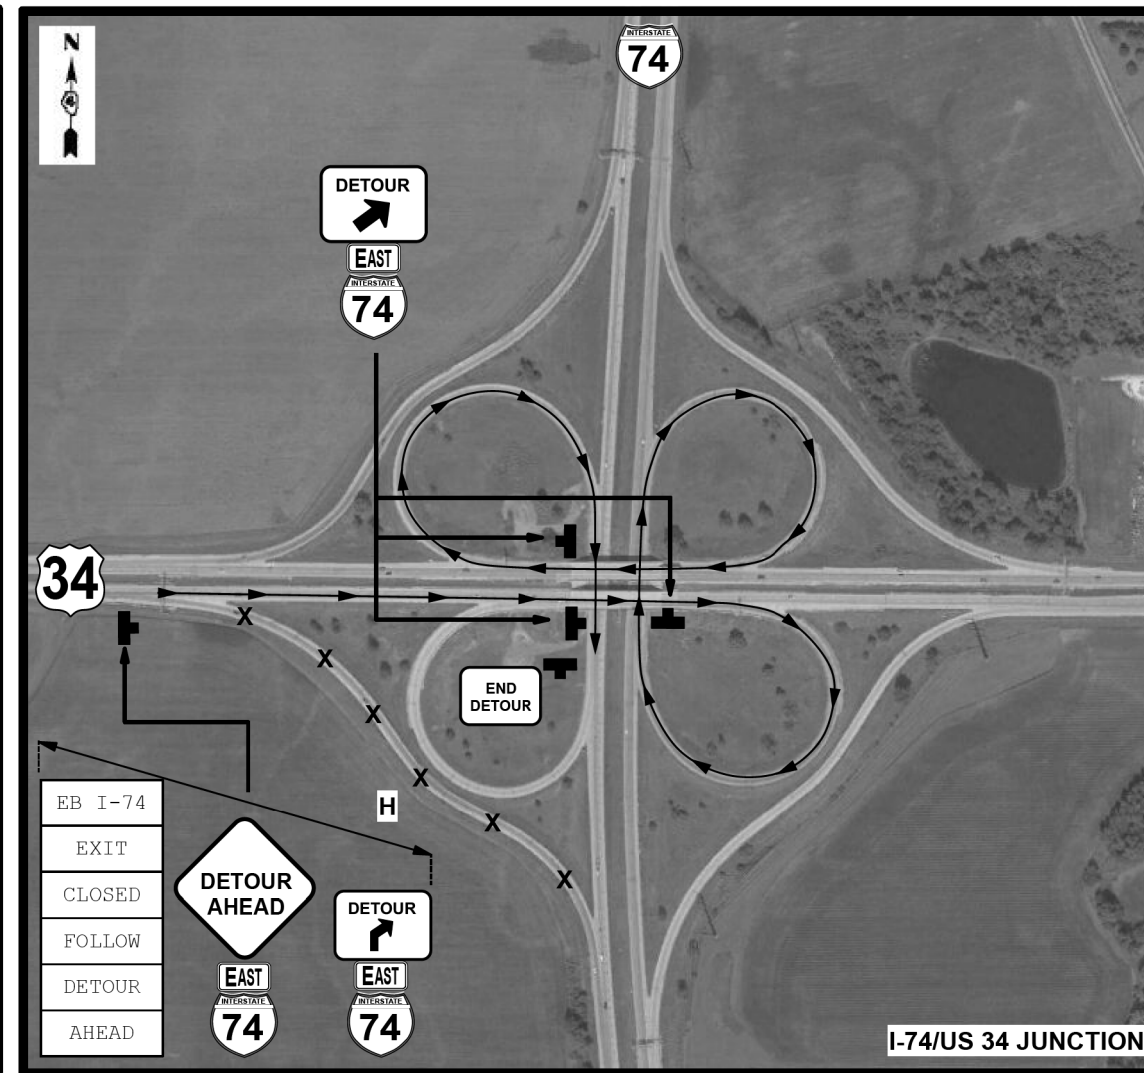 N
4
INTERSTATE
74
DETOUR
EAST
INTERSTATE
74
34
END
DETOUR
X
X
X
X
X
X
H
EB I-74
EXIT
CLOSED
FOLLOW
DETOUR
AHEAD
DETOUR
AHEAD
EAST
INTERSTATE
74
DETOUR
EAST
INTERSTATE
74
I-74/US 34 JUNCTION